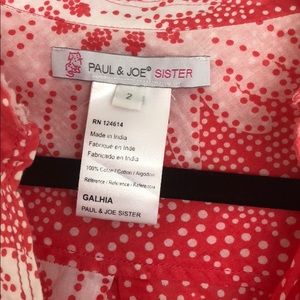 PAUL & JOE® SISTER
2
RN 124614
Made in India
Fabriqué en Inde
Fabricado en India
100% Coton / Cotton / Algodon
Référence / Reference / Referencia
GALHIA
PAUL & JOE SISTER